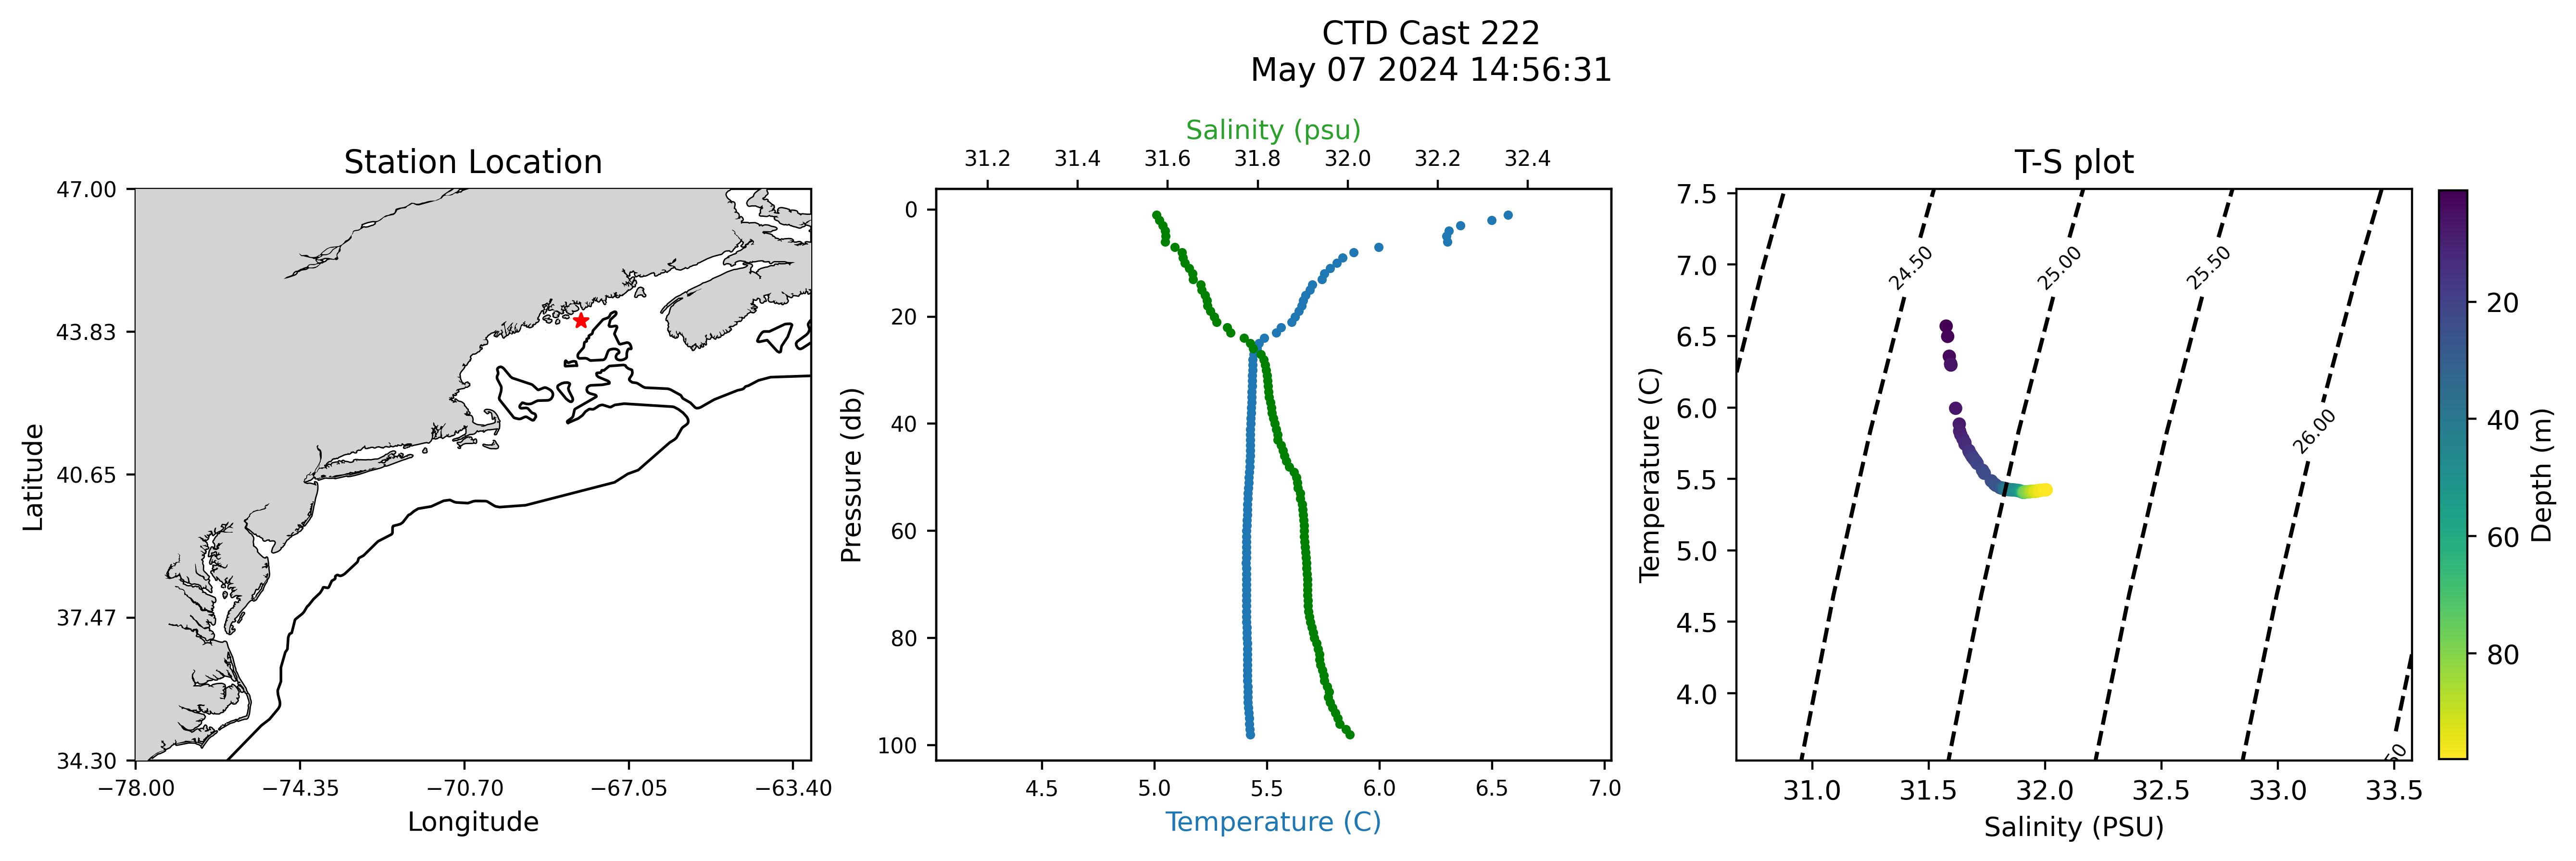 CTD Cast 222
May 07 2024 14:56:31
Station Location
47.00
43.83
40.65
37.47
34.30
−78.00 −74.35 −70.70 −67.05 −63.40
Latitude
Longitude
Salinity (psu)
31.2 31.4 31.6 31.8 32.0 32.2 32.4
0
20
40
60
80
100
Pressure (db)
4.5 5.0 5.5 6.0 6.5 7.0
Temperature (C)
T-S plot
7.5
7.0
6.5
6.0
5.5
5.0
4.5
4.0
Temperature (C)
24.50
25.00
25.50
26.00
50
31.0 31.5 32.0 32.5 33.0 33.5
Salinity (PSU)
20
40
60
80
Depth (m)